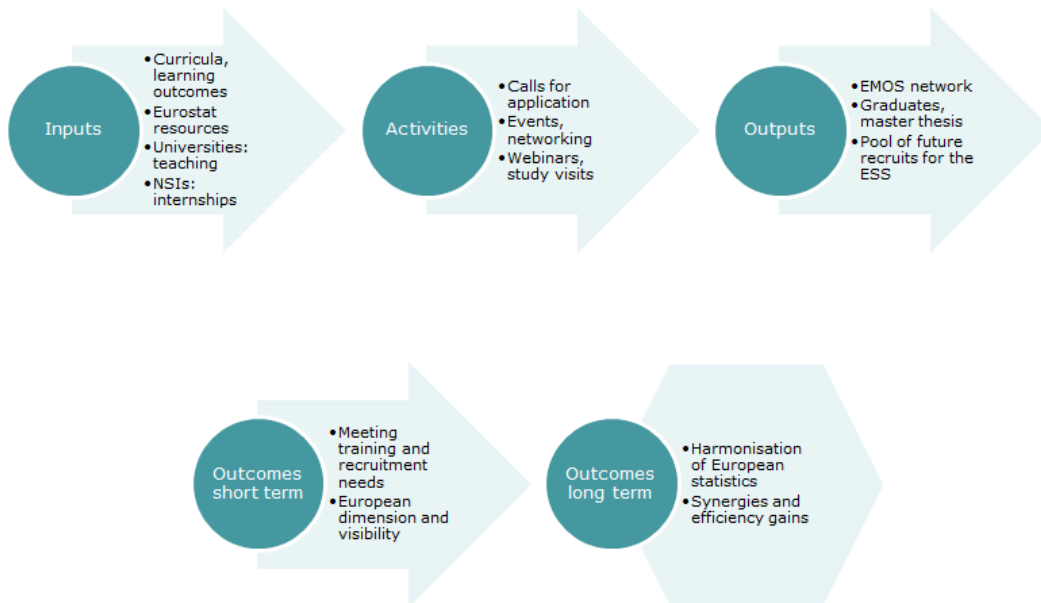 Inputs
•Curricula,
learning
outcomes
•Eurostat
resources
•Universities:
teaching
•NSIs:
internships
Activities
•Calls for
application
•Events,
networking
•Webinars,
study visits
Outputs
•EMOS network
•Graduates,
master thesis
•Pool of future
recruits for the
ESS
Outcomes
short term
•Meeting
training and
recruitment
needs
•European
dimension and
visibility
Outcomes
long term
•Harmonisation
of European
statistics
•Synergies and
efficiency gains